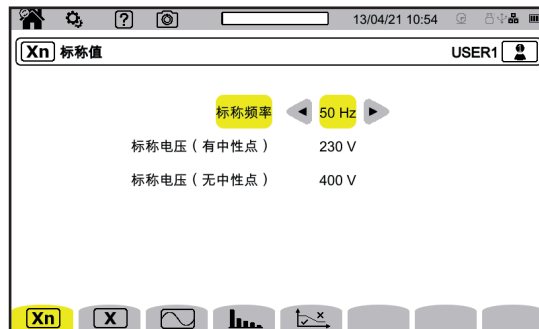 13/04/21 10:54
Xn 标称值 USER1
标称频率 50 Hz
标称电压（有中性点） 230 V
标称电压（无中性点） 400 V
Xn X